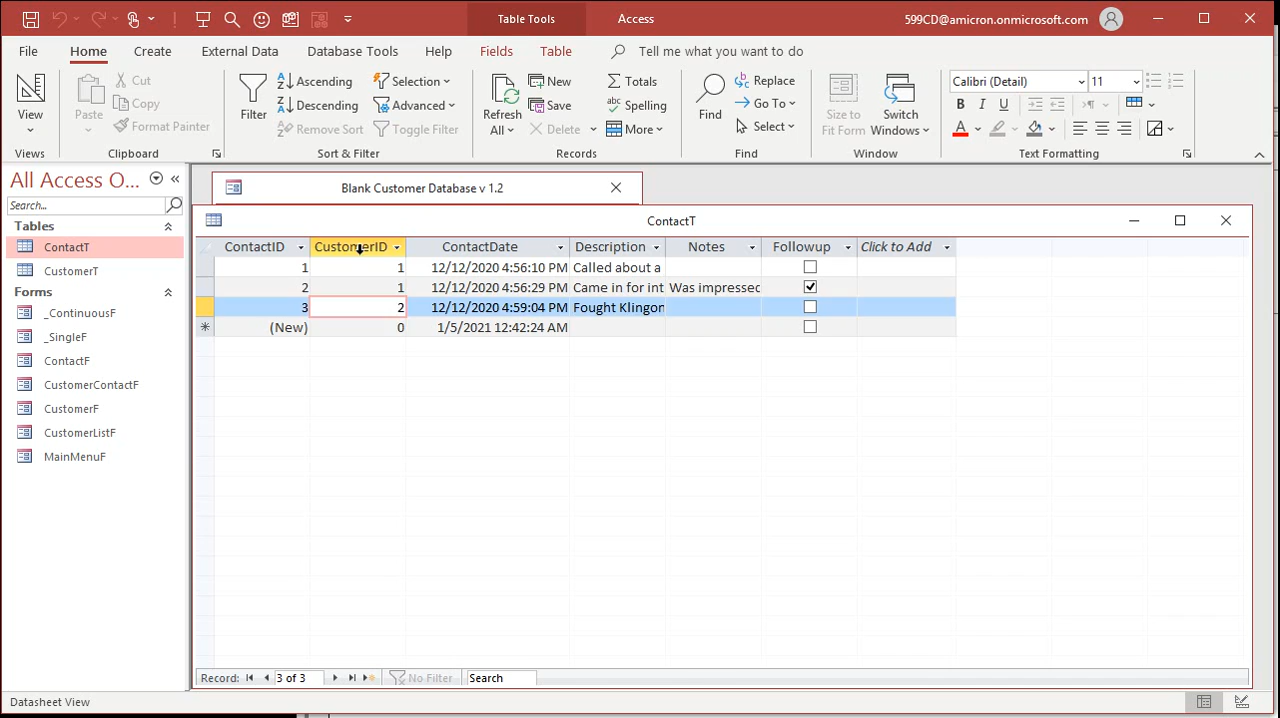 Table Tools
Access
599CD@amicron.onmicrosoft.com
File Home Create External Data Database Tools Help Fields Table Tell me what you want to do
View
Views
Paste
Cut
Copy
Format Painter
Clipboard
Filter
Ascending
Descending
Remove Sort
Selection
Advanced
Toggle Filter
Sort & Filter
Refresh
All
New
Save
Delete
Totals
Spelling
More
Records
Find
Replace
Go To
Select
Find
Size to
Fit Form
Switch
Windows
Window
Calibri (Detail) 11
B I U
A
Text Formatting
All Access O...
Search...
Tables
ContactT
CustomerT
Forms
_ContinuousF
_SingleF
ContactF
CustomerContactF
CustomerF
CustomerListF
MainMenuF
Blank Customer Database v 1.2
ContactT
ContactID CustomerID ContactDate Description Notes Followup Click to Add
1 1 12/12/2020 4:56:10 PM Called about a
2 1 12/12/2020 4:56:29 PM Came in for int Was impressed
3 2 12/12/2020 4:59:04 PM Fought Klingon
(New) 0 1/5/2021 12:42:24 AM
Record: 3 of 3 No Filter Search
Datasheet View